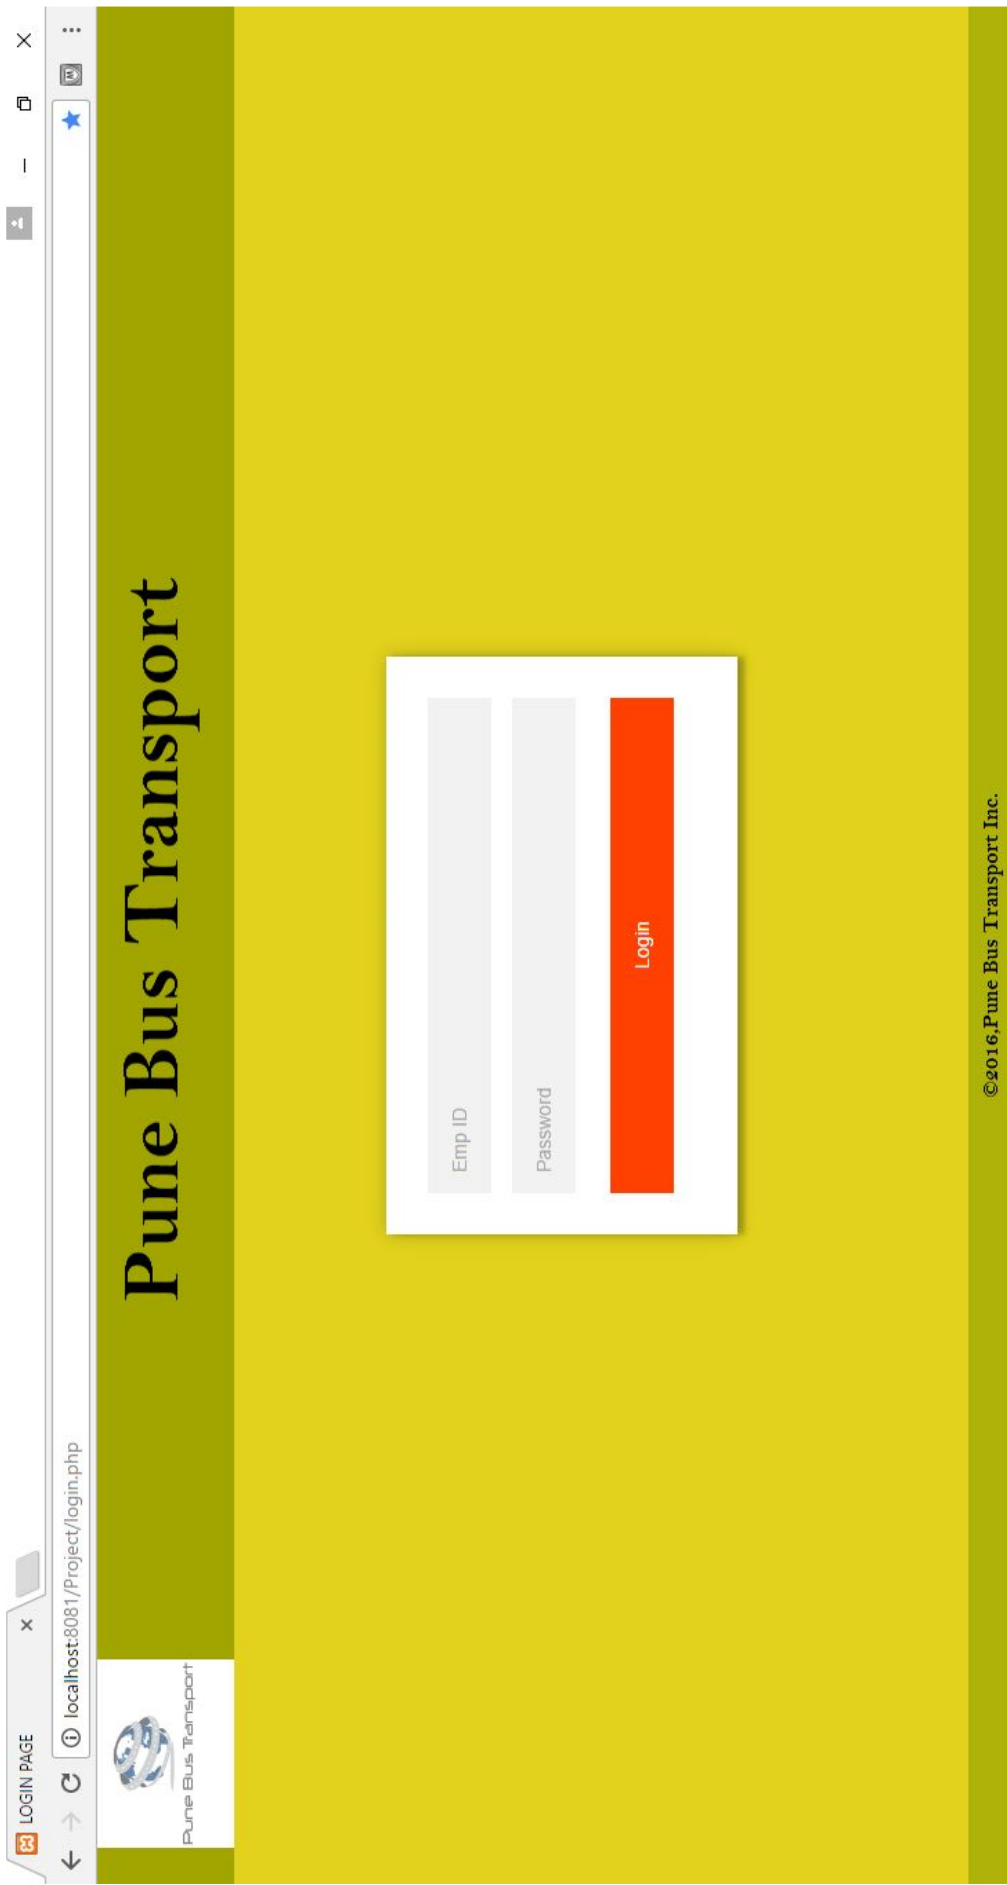 LOGIN PAGE
localhost:8081/Project/login.php
Pune Bus Transport
Pune Bus Transport
Emp ID
Password
Login
©2016,Pune Bus Transport Inc.